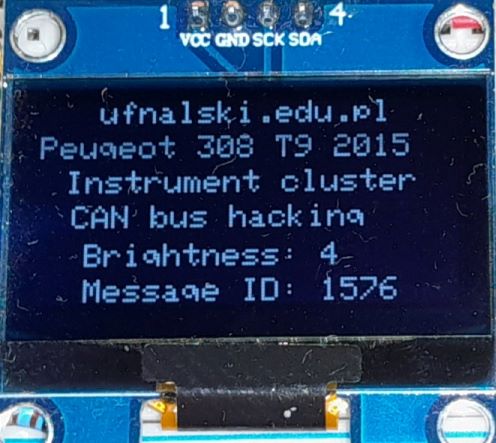 1 VCC GND SCK SDA 4
ufnalski.edu.pl
Peugeot 308 T9 2015
Instrument cluster
CAN bus hacking
Brightness: 4
Message ID: 1576